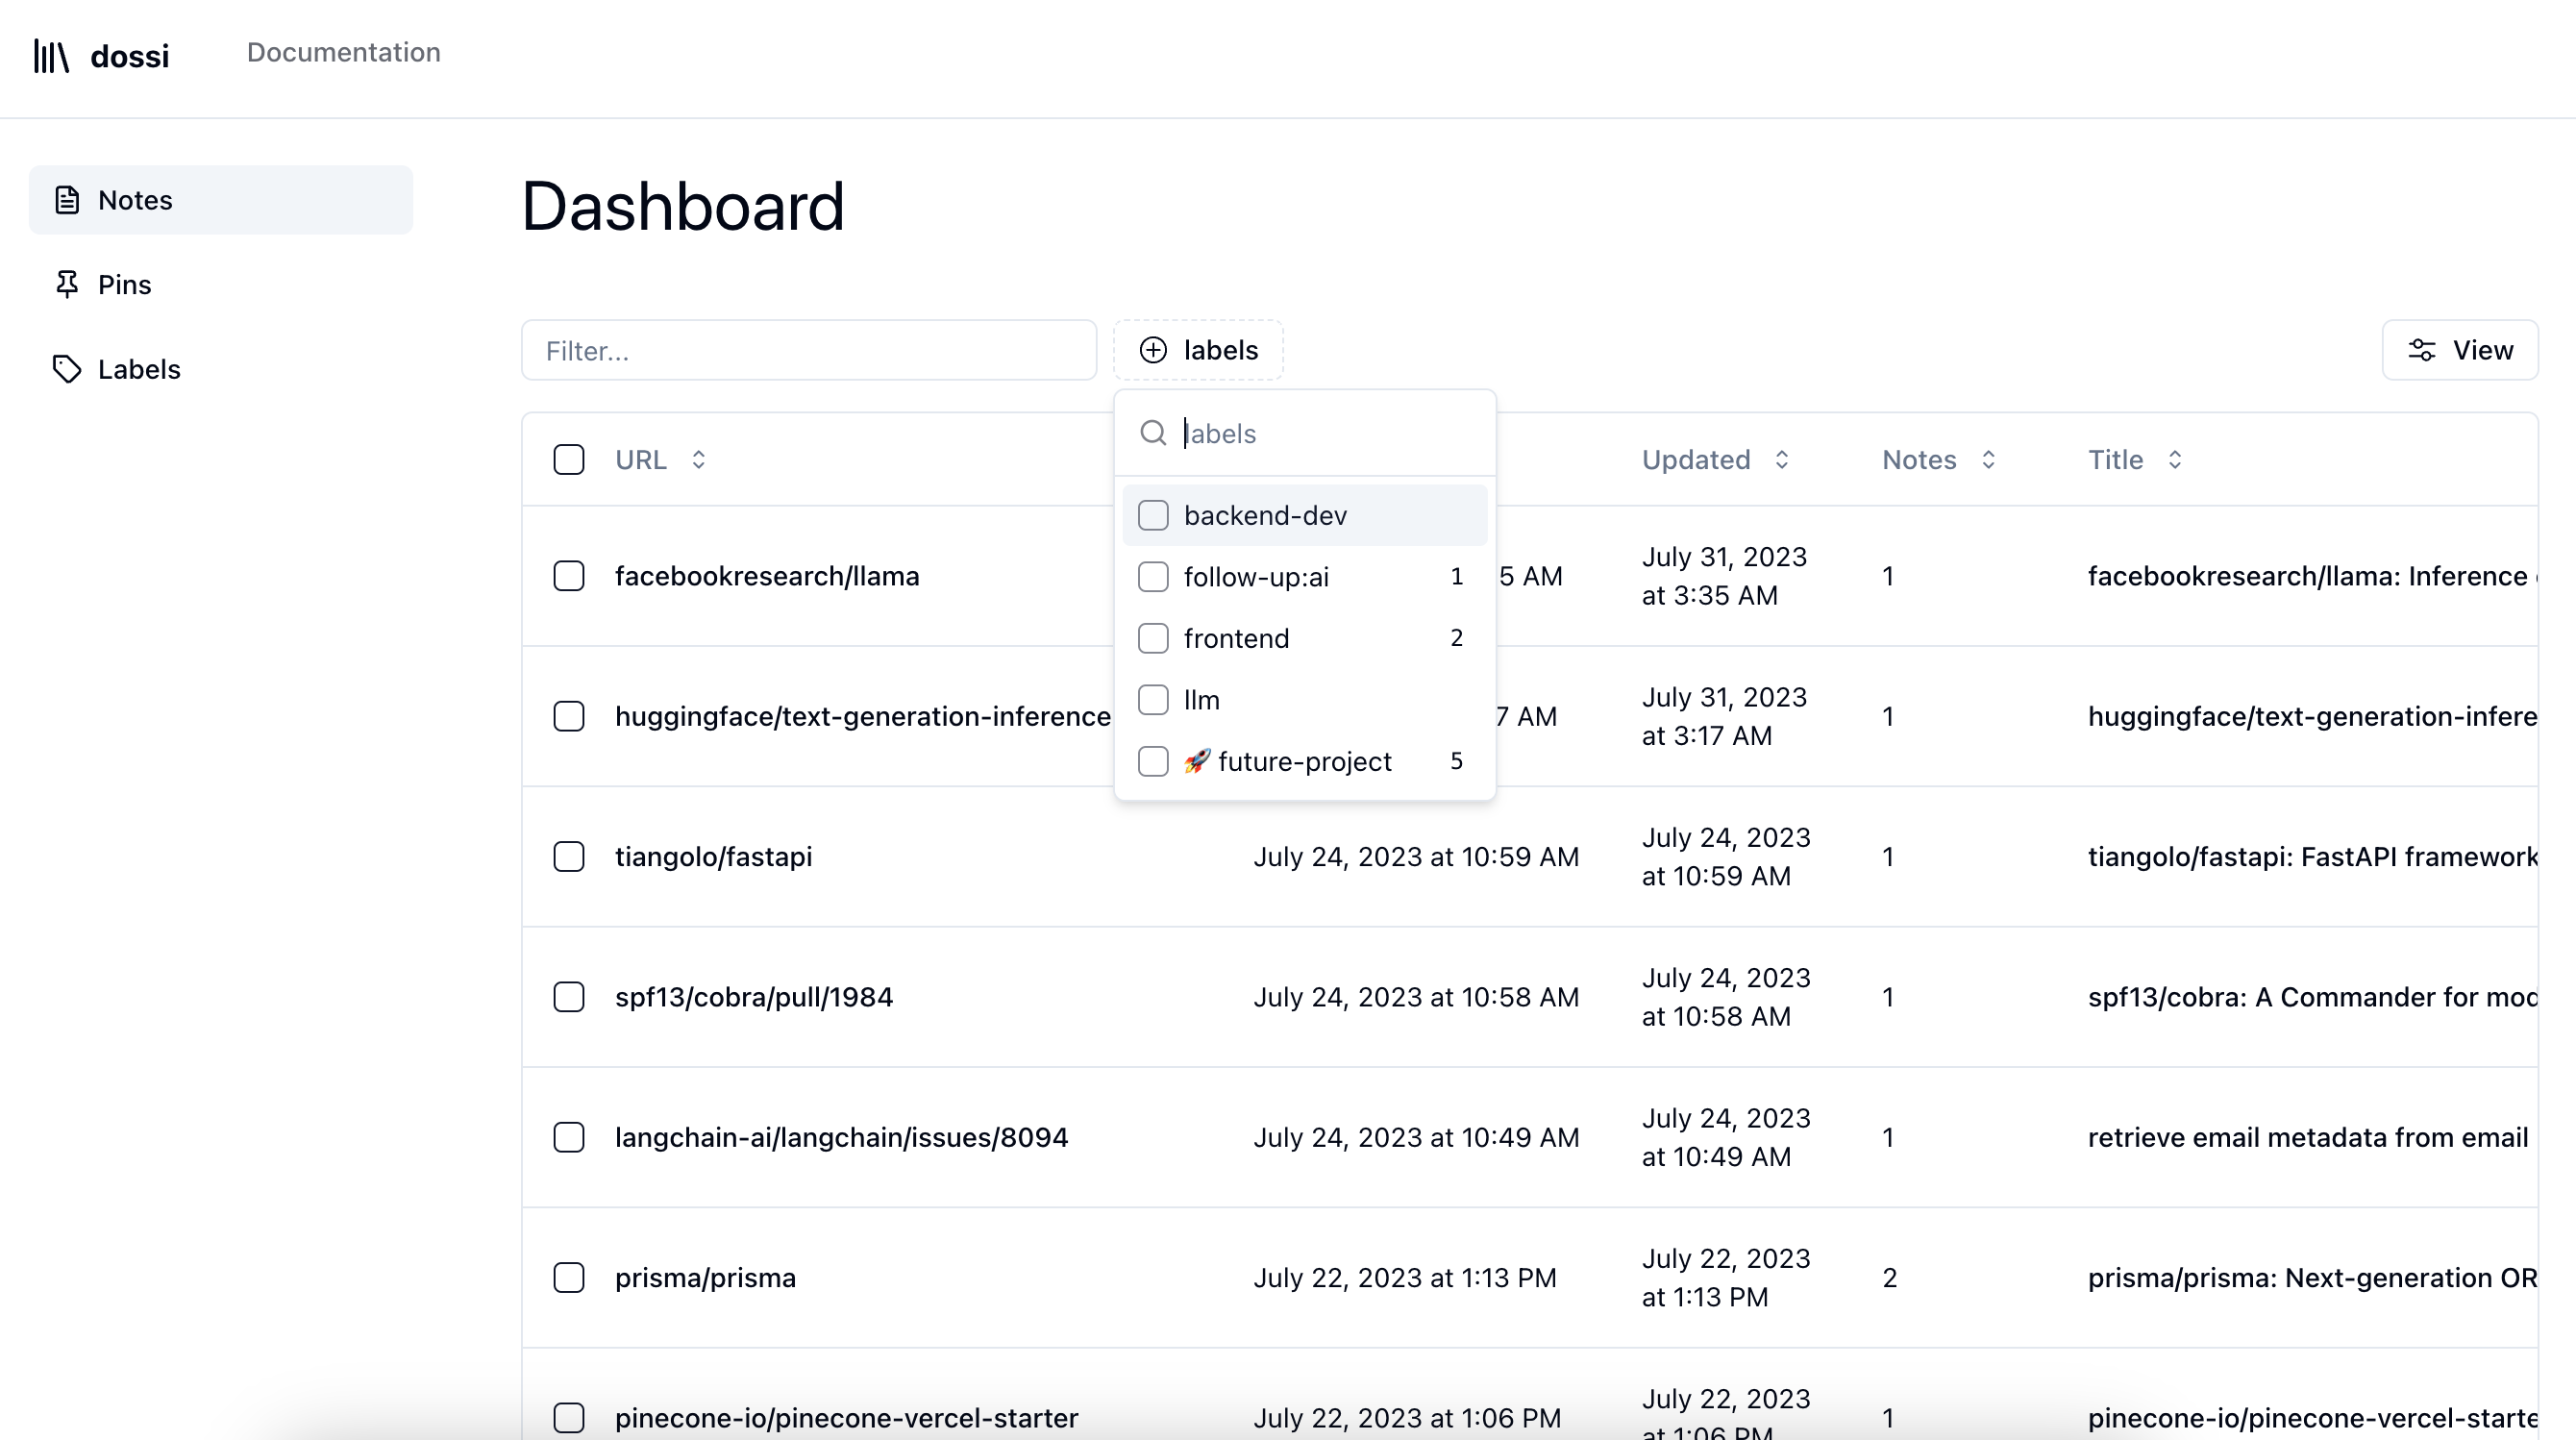 dossi
Documentation
Notes
Pins
Labels
Dashboard
Filter...
labels
View
labels
backend-dev
follow-up:ai 1
frontend 2
llm
🚀 future-project 5
URL Updated Notes Title
facebookresearch/llama 5 AM July 31, 2023 1 facebookresearch/llama: Inference
at 3:35 AM
huggingface/text-generation-inference 7 AM July 31, 2023 1 huggingface/text-generation-infere
at 3:17 AM
tiangolo/fastapi July 24, 2023 at 10:59 AM July 24, 2023 1 tiangolo/fastapi: FastAPI framework
at 10:59 AM
spf13/cobra/pull/1984 July 24, 2023 at 10:58 AM July 24, 2023 1 spf13/cobra: A Commander for mod
at 10:58 AM
langchain-ai/langchain/issues/8094 July 24, 2023 at 10:49 AM July 24, 2023 1 retrieve email metadata from email
at 10:49 AM
prisma/prisma July 22, 2023 at 1:13 PM July 22, 2023 2 prisma/prisma: Next-generation OR
at 1:13 PM
pinecone-io/pinecone-vercel-starter July 22, 2023 at 1:06 PM July 22, 2023 1 pinecone-io/pinecone-vercel-starte
at 1:06 PM